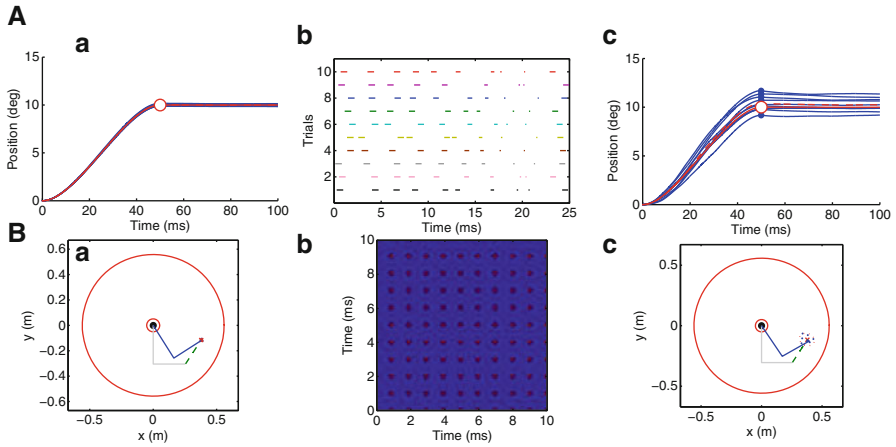 A
a
b
c
15
10
5
0
Position (deg)
0 20 40 60 80 100
Time (ms)
10
8
6
4
2
Trials
0 5 10 15 20 25
Time (ms)
15
10
5
0
Position (deg)
0 20 40 60 80 100
Time (ms)
B
a
b
c
0.6
0.4
0.2
0
−0.2
−0.4
−0.6
y (m)
−0.5 0 0.5
x (m)
10
8
6
4
2
0
Time (ms)
0 2 4 6 8 10
Time (ms)
0.5
0
−0.5
y (m)
−0.5 0 0.5
x (m)